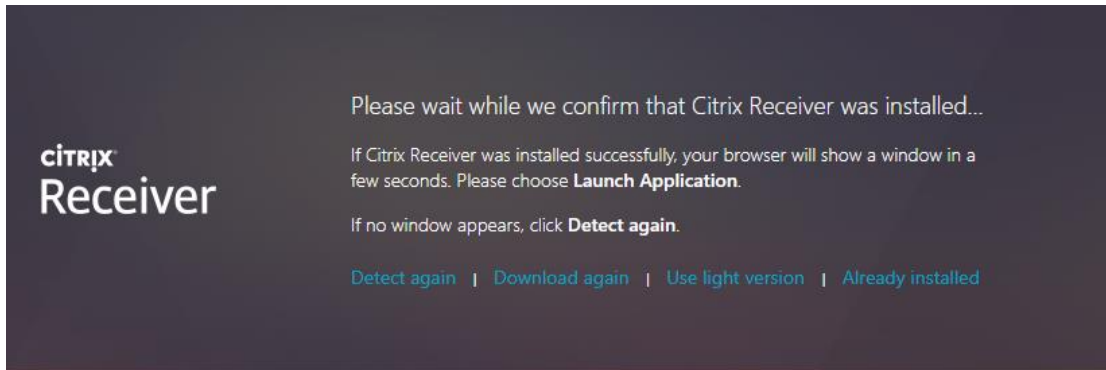 Please wait while we confirm that Citrix Receiver was installed...
CİTRIX
Receiver
If Citrix Receiver was installed successfully, your browser will show a window in a
few seconds. Please choose Launch Application.
If no window appears, click Detect again.
Detect again | Download again | Use light version | Already installed